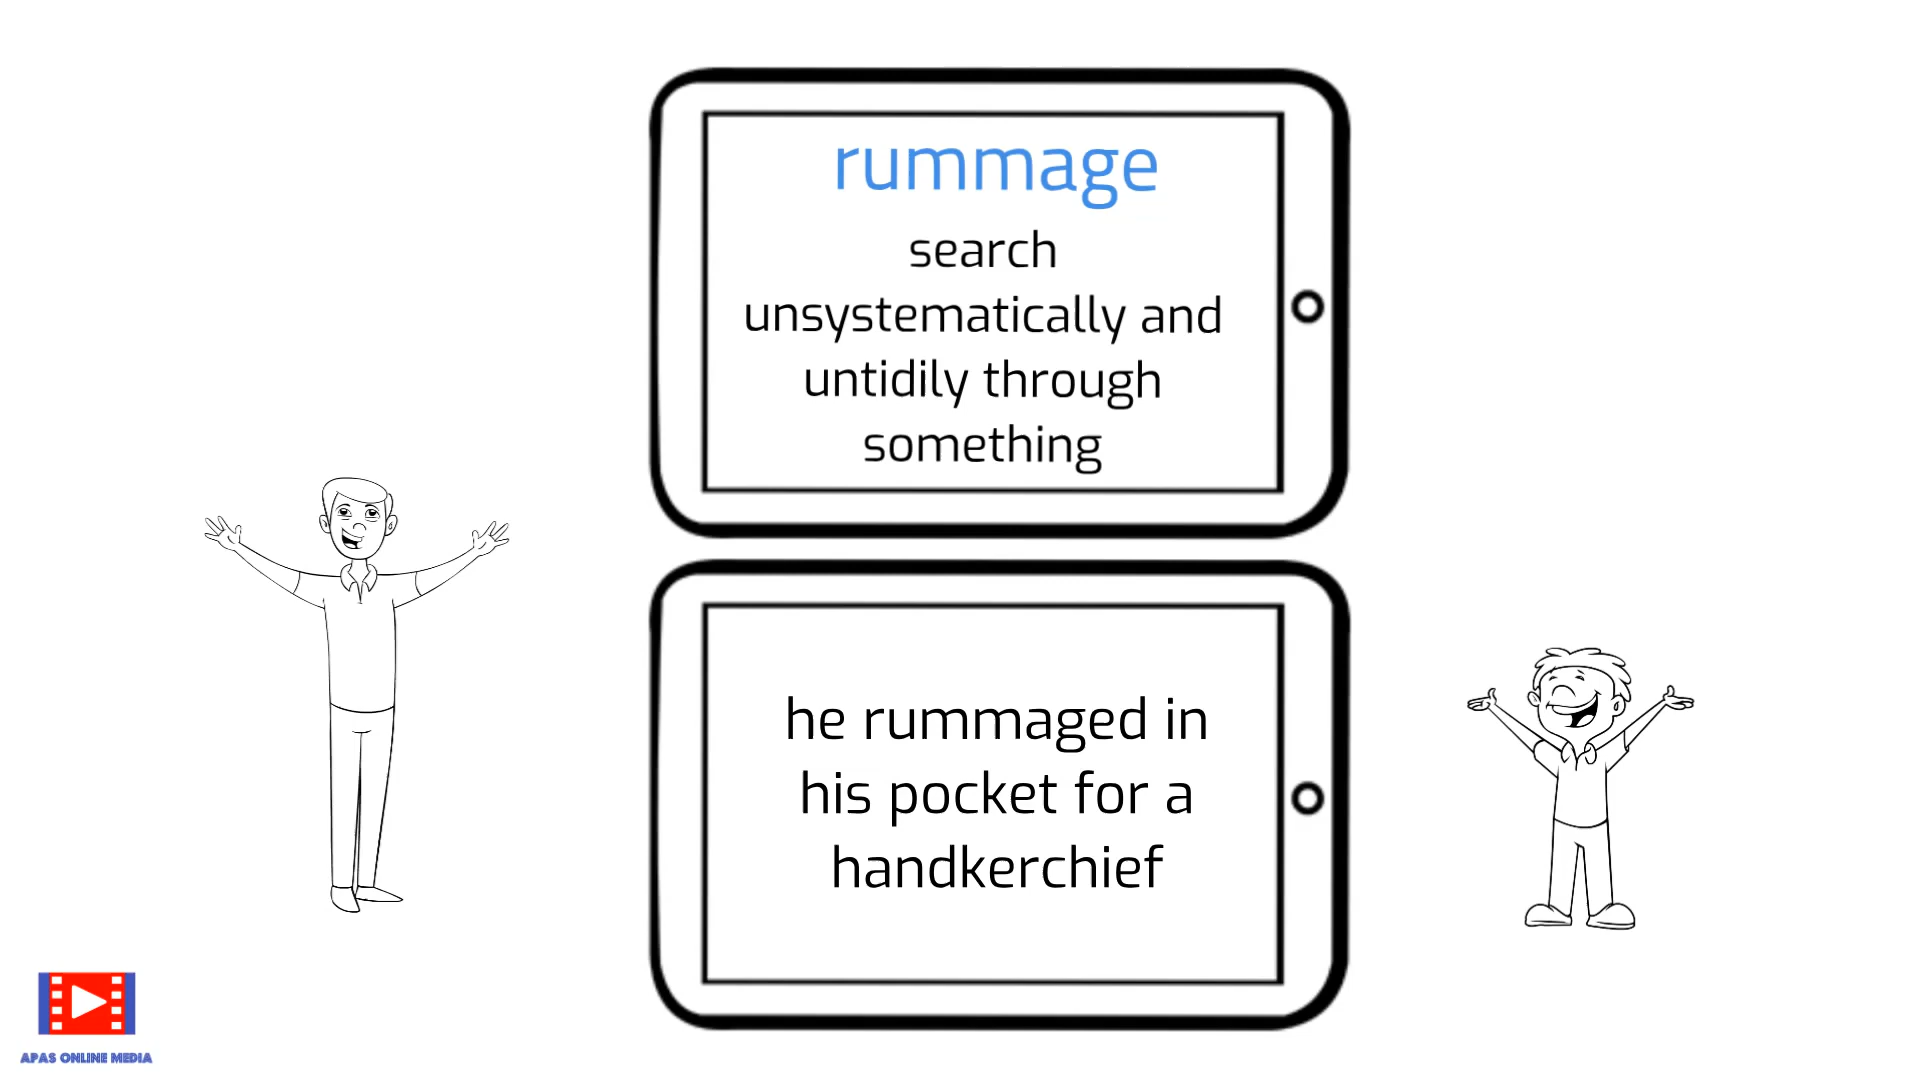 rummage
search
unsystematically and
untidily through
something
he rummaged in
his pocket for a
handkerchief
APAS ONLINE MEDIA